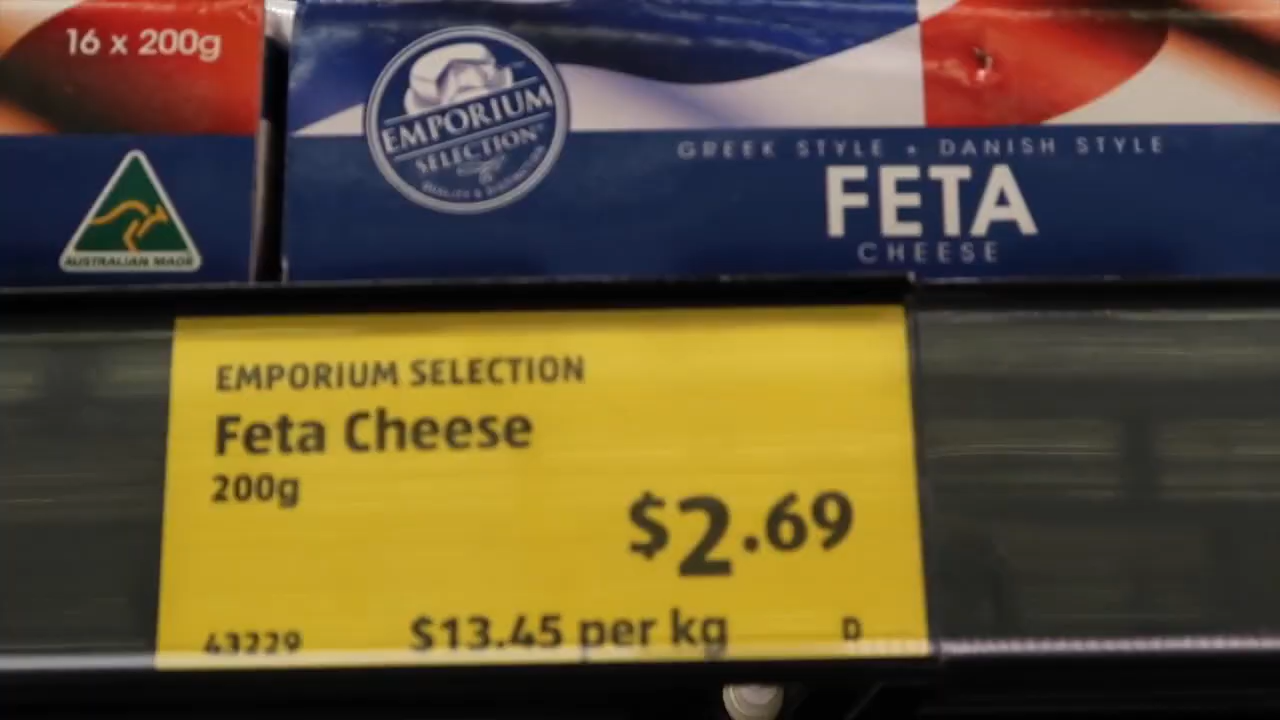 16 x 200g
EMPORIUM
SELECTION
GREEK STYLE • DANISH STYLE
FETA
CHEESE
AUSTRALIAN MADE
EMPORIUM SELECTION
Feta Cheese
200g
$2.69
43229 $13.45 per kg D